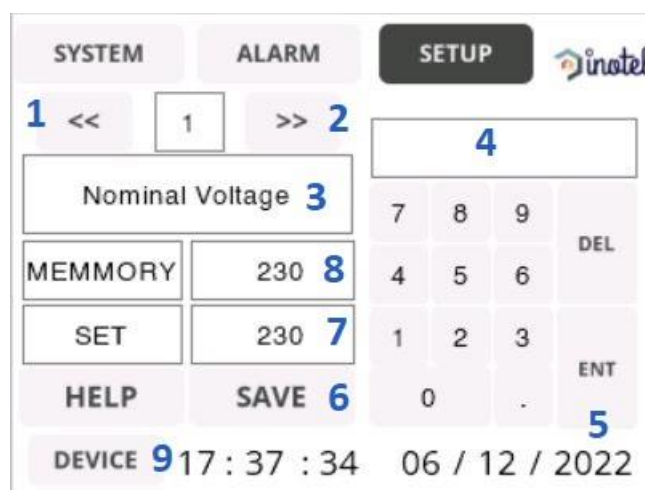 SYSTEM ALARM SETUP inotek
1 << 1 >> 2
4
Nominal Voltage 3
7 8 9 DEL
MEMMORY 230 8
4 5 6
SET 230 7
1 2 3 ENT
HELP SAVE 6
0 . 5
DEVICE 9 17 : 37 : 34 06 / 12 / 2022